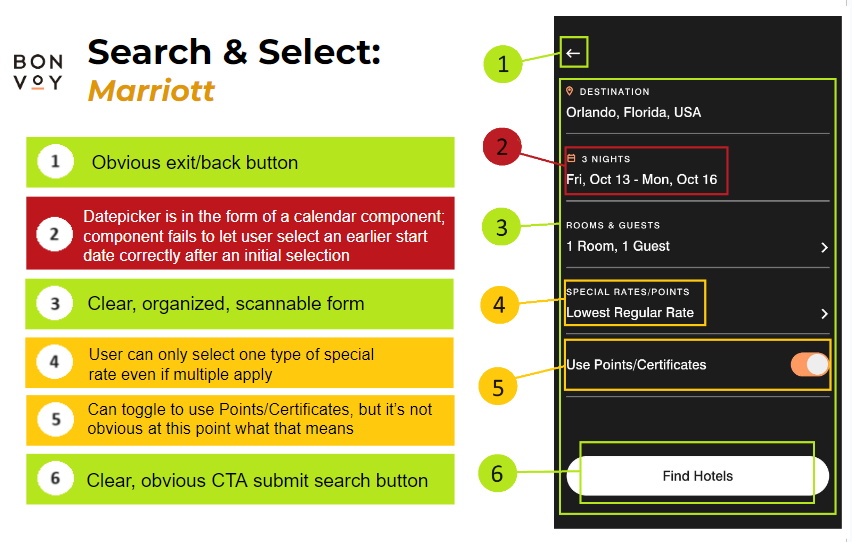 BON
VOY
Search & Select:
Marriott
1 Obvious exit/back button
2 Datepicker is in the form of a calendar component;
component fails to let user select an earlier start
date correctly after an initial selection
3 Clear, organized, scannable form
4 User can only select one type of special
rate even if multiple apply
5 Can toggle to use Points/Certificates, but it's not
obvious at this point what that means
6 Clear, obvious CTA submit search button
1
DESTINATION
Orlando, Florida, USA
2
3 NIGHTS
Fri, Oct 13 - Mon, Oct 16
3
ROOMS & GUESTS
1 Room, 1 Guest
4
SPECIAL RATES/POINTS
Lowest Regular Rate
5
Use Points/Certificates
6
Find Hotels